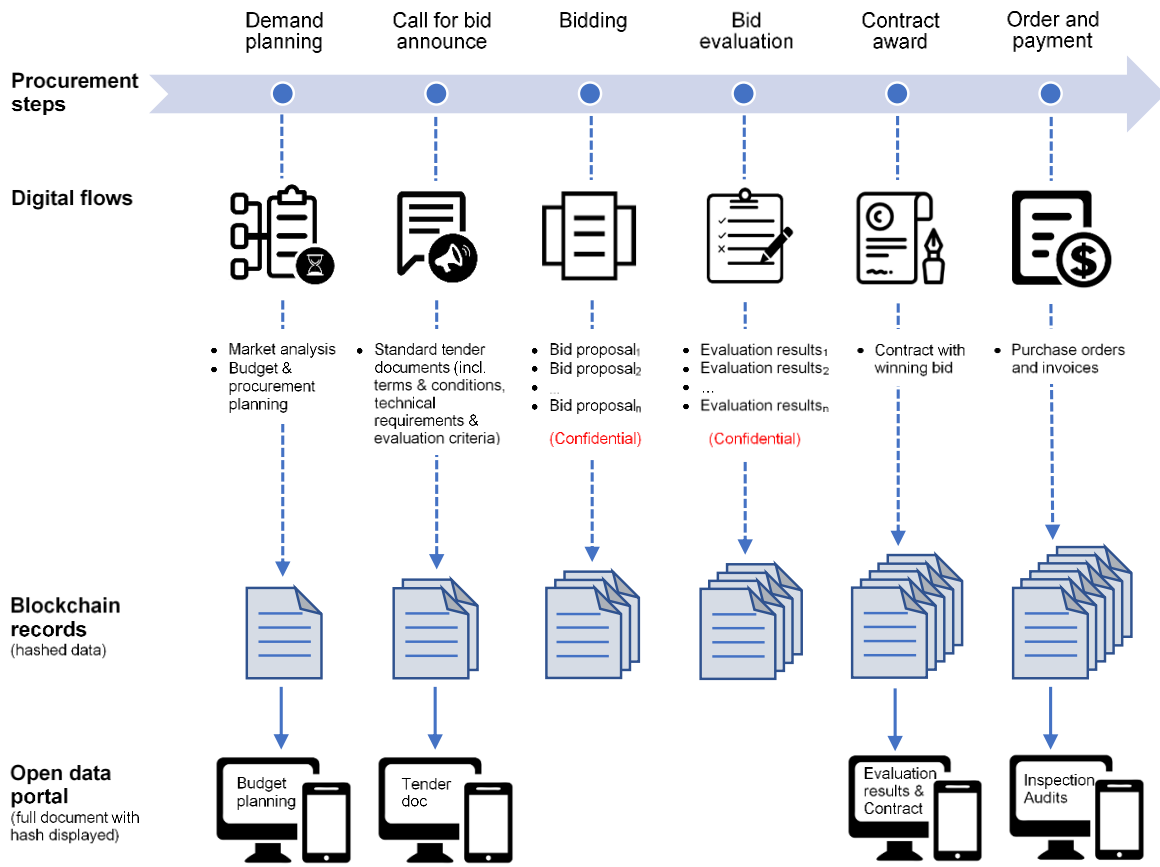 Demand
planning
Call for bid
announce
Bidding
Bid
evaluation
Contract
award
Order and
payment
Procurement
steps
Digital flows
• Market analysis
• Budget &
procurement
planning
• Standard tender
documents (incl.
terms & conditions,
technical
requirements &
evaluation criteria)
• Bid proposal₁
• Bid proposal₂
• ...
• Bid proposalₙ
(Confidential)
• Evaluation results₁
• Evaluation results₂
• ...
• Evaluation resultsₙ
(Confidential)
• Contract with
winning bid
• Purchase orders
and invoices
Blockchain
records
(hashed data)
Open data
portal
(full document with
hash displayed)
Budget
planning
Tender
doc
Evaluation
results &
Contract
Inspection
Audits